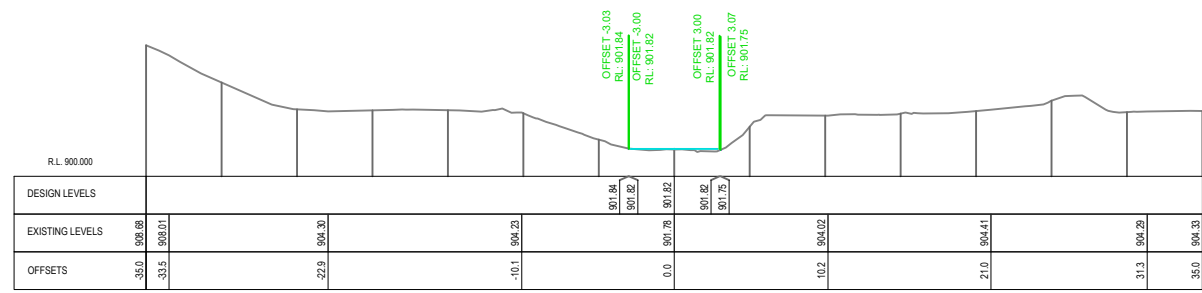 OFFSET -3.03
RL: 901.84
OFFSET -3.00
RL: 901.82
OFFSET 3.00
RL: 901.82
OFFSET 3.07
RL: 901.75
R.L. 900.000
DESIGN LEVELS
901.84
901.82
901.82
901.82
901.75
EXISTING LEVELS
908.68
908.01
904.30
904.23
901.78
904.02
904.41
904.29
904.33
OFFSETS
-35.0
-33.5
-22.9
-10.1
0.0
10.2
21.0
31.3
35.0